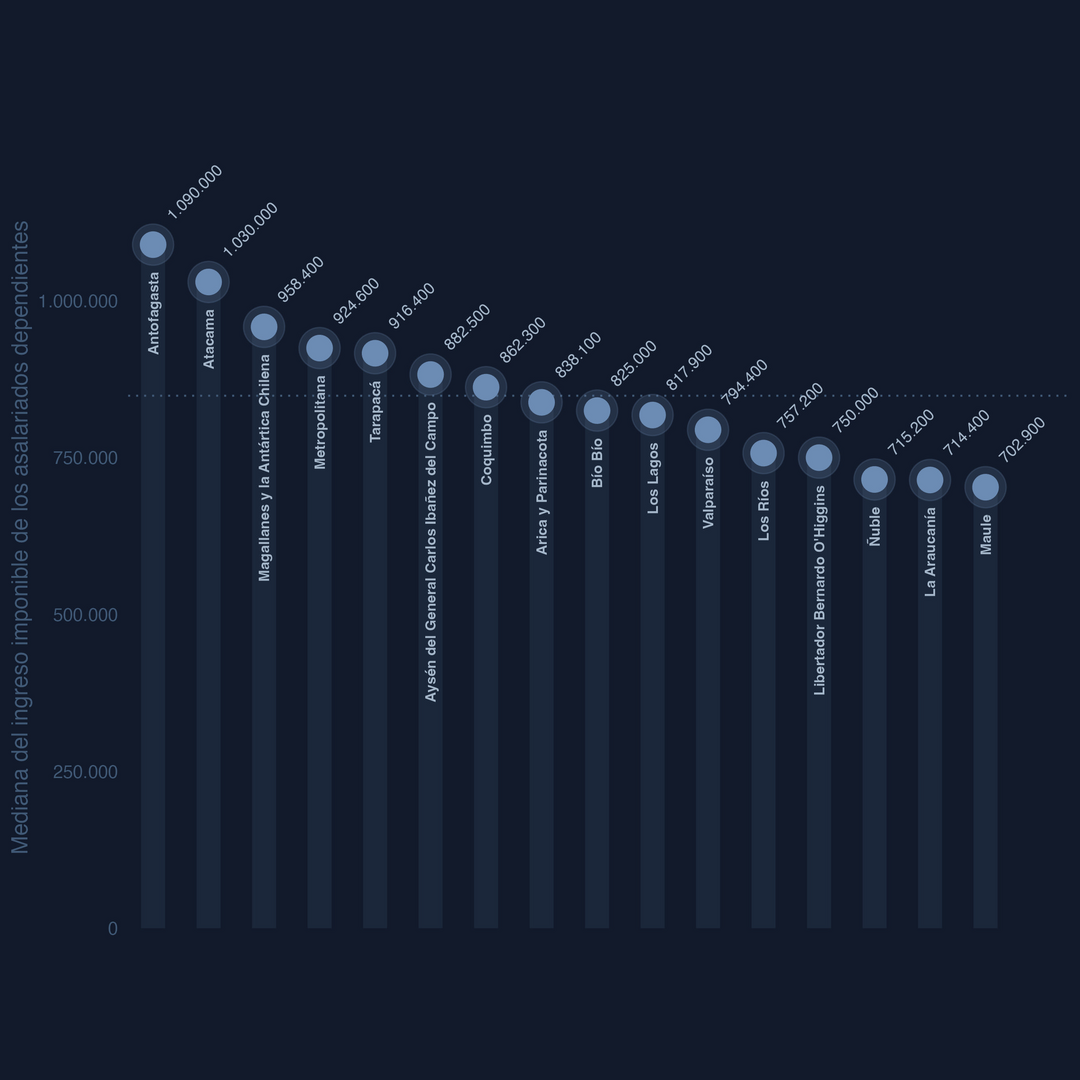 Mediana del ingreso imponible de los asalariados dependientes
1.000.000
750.000
500.000
250.000
0
1.090.000
Antofagasta
1.030.000
Atacama
958.400
Magallanes y la Antártica Chilena
924.600
Metropolitana
916.400
Tarapacá
882.500
Aysén del General Carlos Ibañez del Campo
862.300
Coquimbo
838.100
Arica y Parinacota
825.000
Bío Bío
817.900
Los Lagos
794.400
Valparaíso
757.200
Los Ríos
750.000
Libertador Bernardo O'Higgins
715.200
Ñuble
714.400
La Araucanía
702.900
Maule